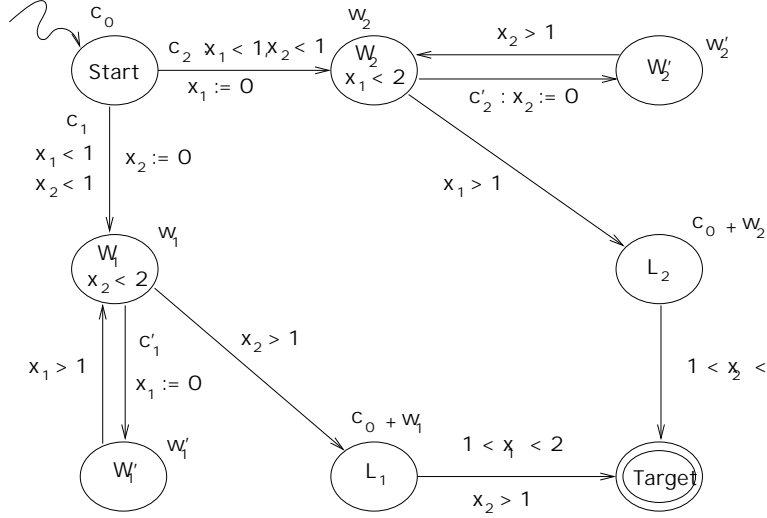 c₀
w₂
c₂ x₁ < 1, x₂ < 1
x₂ > 1
w₂′
Start
W₂
W₂′
x₁ < 2
x₁ := 0
c₂′ : x₂ := 0
c₁
x₁ < 1
x₂ := 0
x₂ < 1
x₁ > 1
c₀ + w₂
w₁
W₁
x₂ < 2
L₂
c₁′
x₂ > 1
x₁ > 1
x₁ := 0
1 < x₂ <
c₀ + w₁
w₁′
1 < x₁ < 2
W₁′
L₁
Target
x₂ > 1